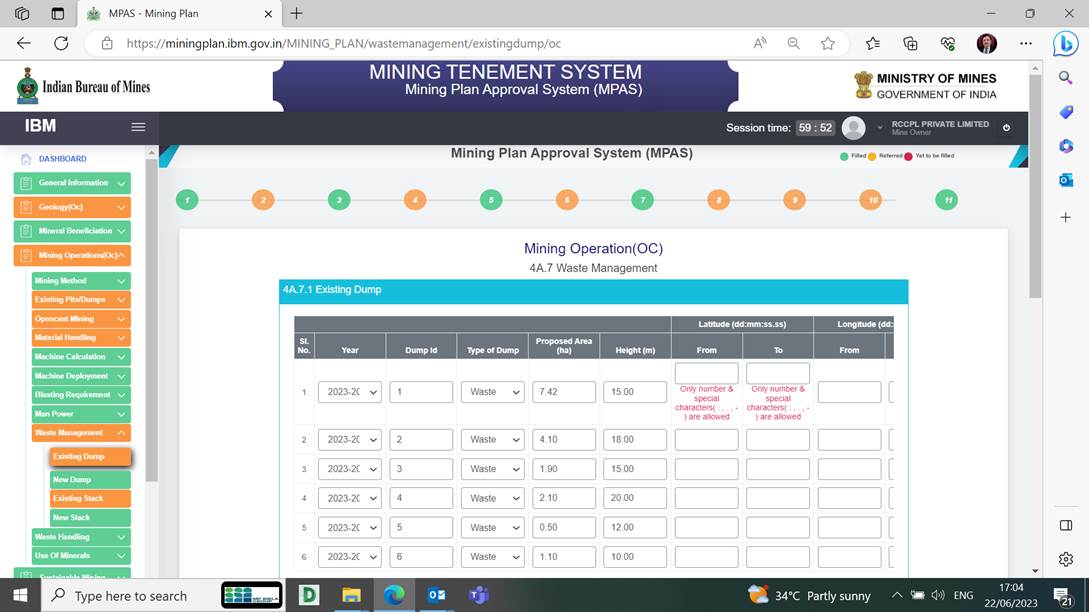 MPAS - Mining Plan
https://miningplan.ibm.gov.in/MINING_PLAN/wastemanagement/existingdump/oc
Indian Bureau of Mines
MINING TENEMENT SYSTEM
Mining Plan Approval System (MPAS)
MINISTRY OF MINES
GOVERNMENT OF INDIA
IBM
Session time: 59 : 52
RCCPL PRIVATE LIMITED
Mine Owner
Mining Plan Approval System (MPAS)
Filled Referred Yet to be filled
1 2 3 4 5 6 7 8 9 10 11
DASHBOARD
General Information
Geology(Oc)
Mineral Beneficiation
Mining Operations(Oc)
Mining Method
Existing Pits/Dumps
Opencast Mining
Material Handling
Machine Calculation
Machine Deployment
Blasting Requirement
Man Power
Waste Management
Existing Dump
New Dump
Existing Stack
New Stack
Waste Handling
Use Of Minerals
Sustainable Mining
Mining Operation(OC)
4A.7 Waste Management
4A.7.1 Existing Dump
Latitude (dd:mm:ss.ss) Longitude (dd:
Sl. No. Year Dump Id Type of Dump Proposed Area (ha) Height (m) From To From
1 2023-20 1 Waste 7.42 15.00
Only number & special characters( : , . , - ) are allowed
Only number & special characters( : , . , - ) are allowed
2 2023-20 2 Waste 4.10 18.00
3 2023-20 3 Waste 1.90 15.00
4 2023-20 4 Waste 2.10 20.00
5 2023-20 5 Waste 0.50 12.00
6 2023-20 6 Waste 1.10 10.00
Type here to search
34°C Partly sunny
ENG
17:04
22/06/2023
21